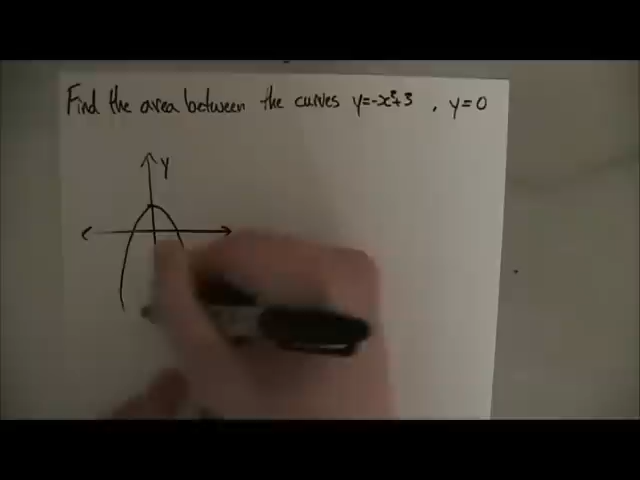 Find the area between the curves y=-x²+3 , y=0
y